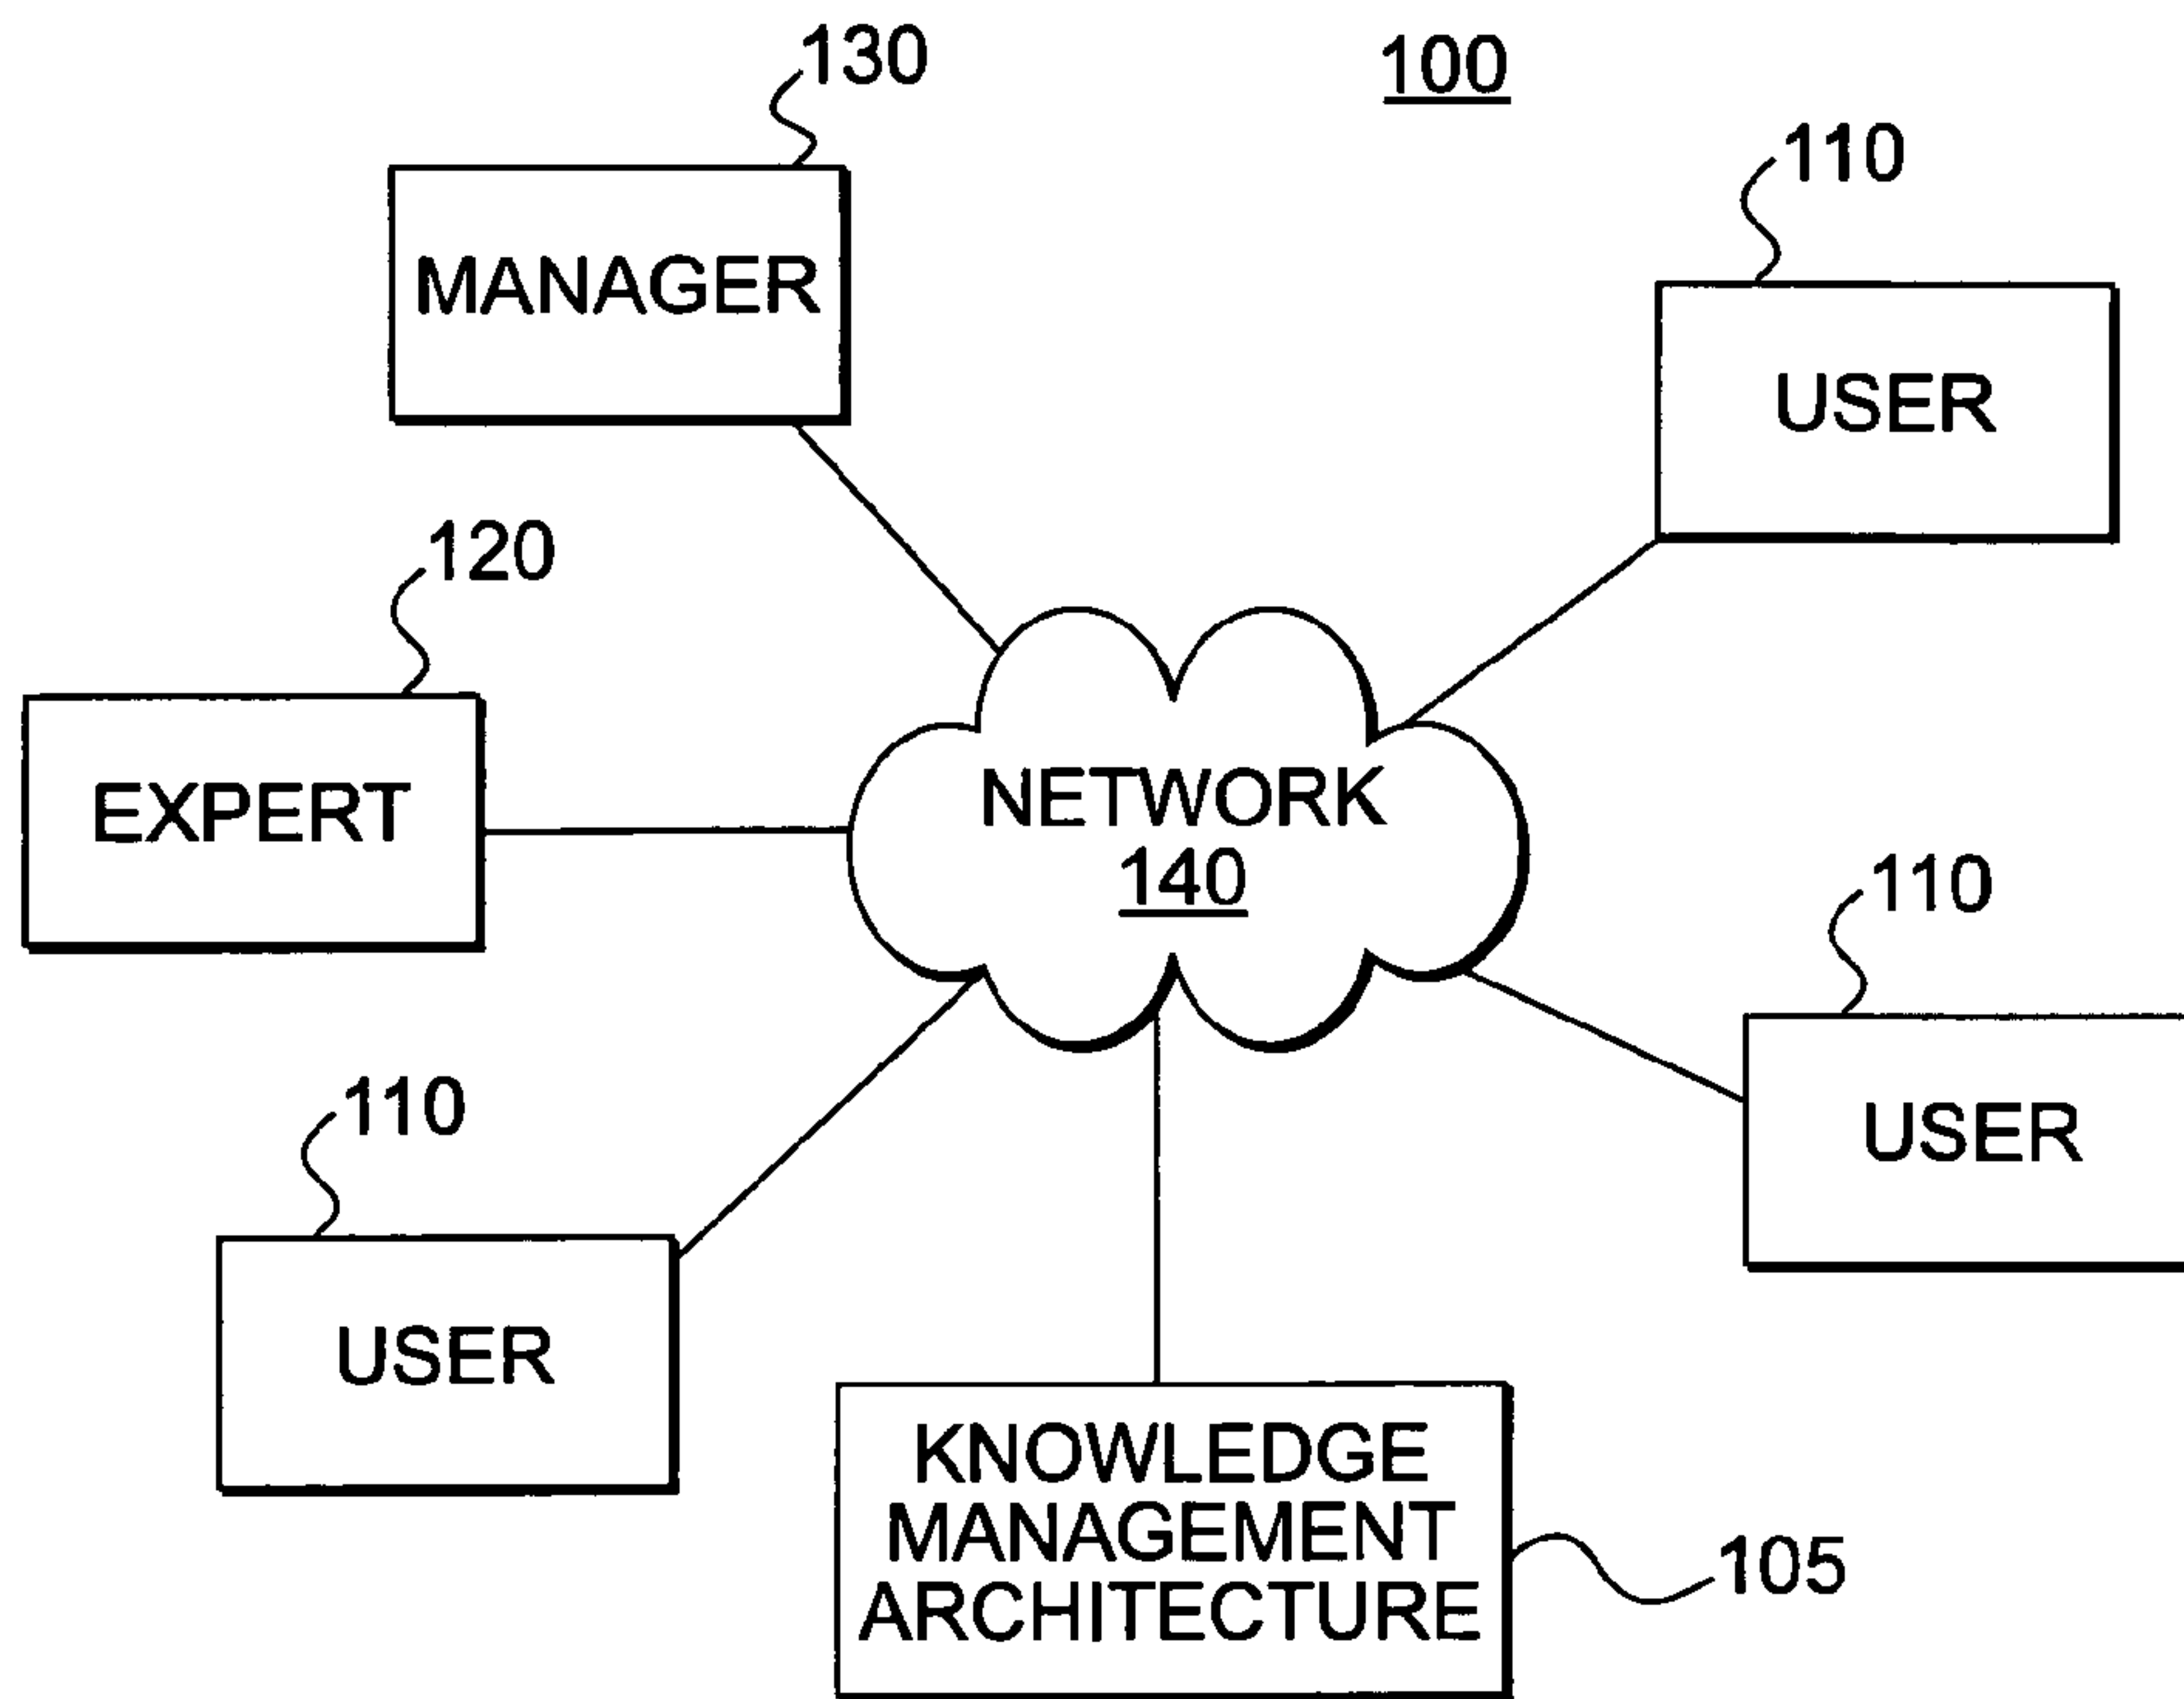 130
100
110
MANAGER
USER
120
EXPERT
NETWORK
140
110
USER
110
USER
KNOWLEDGE
MANAGEMENT
ARCHITECTURE
105